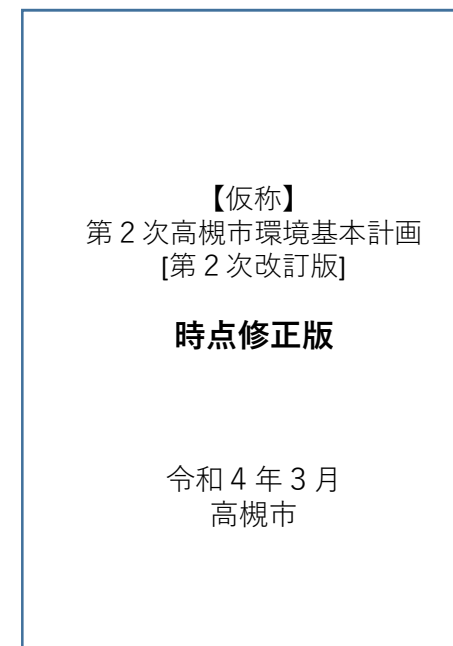 【仮称】
第２次高槻市環境基本計画
[第２次改訂版]
時点修正版
令和４年３月
高槻市